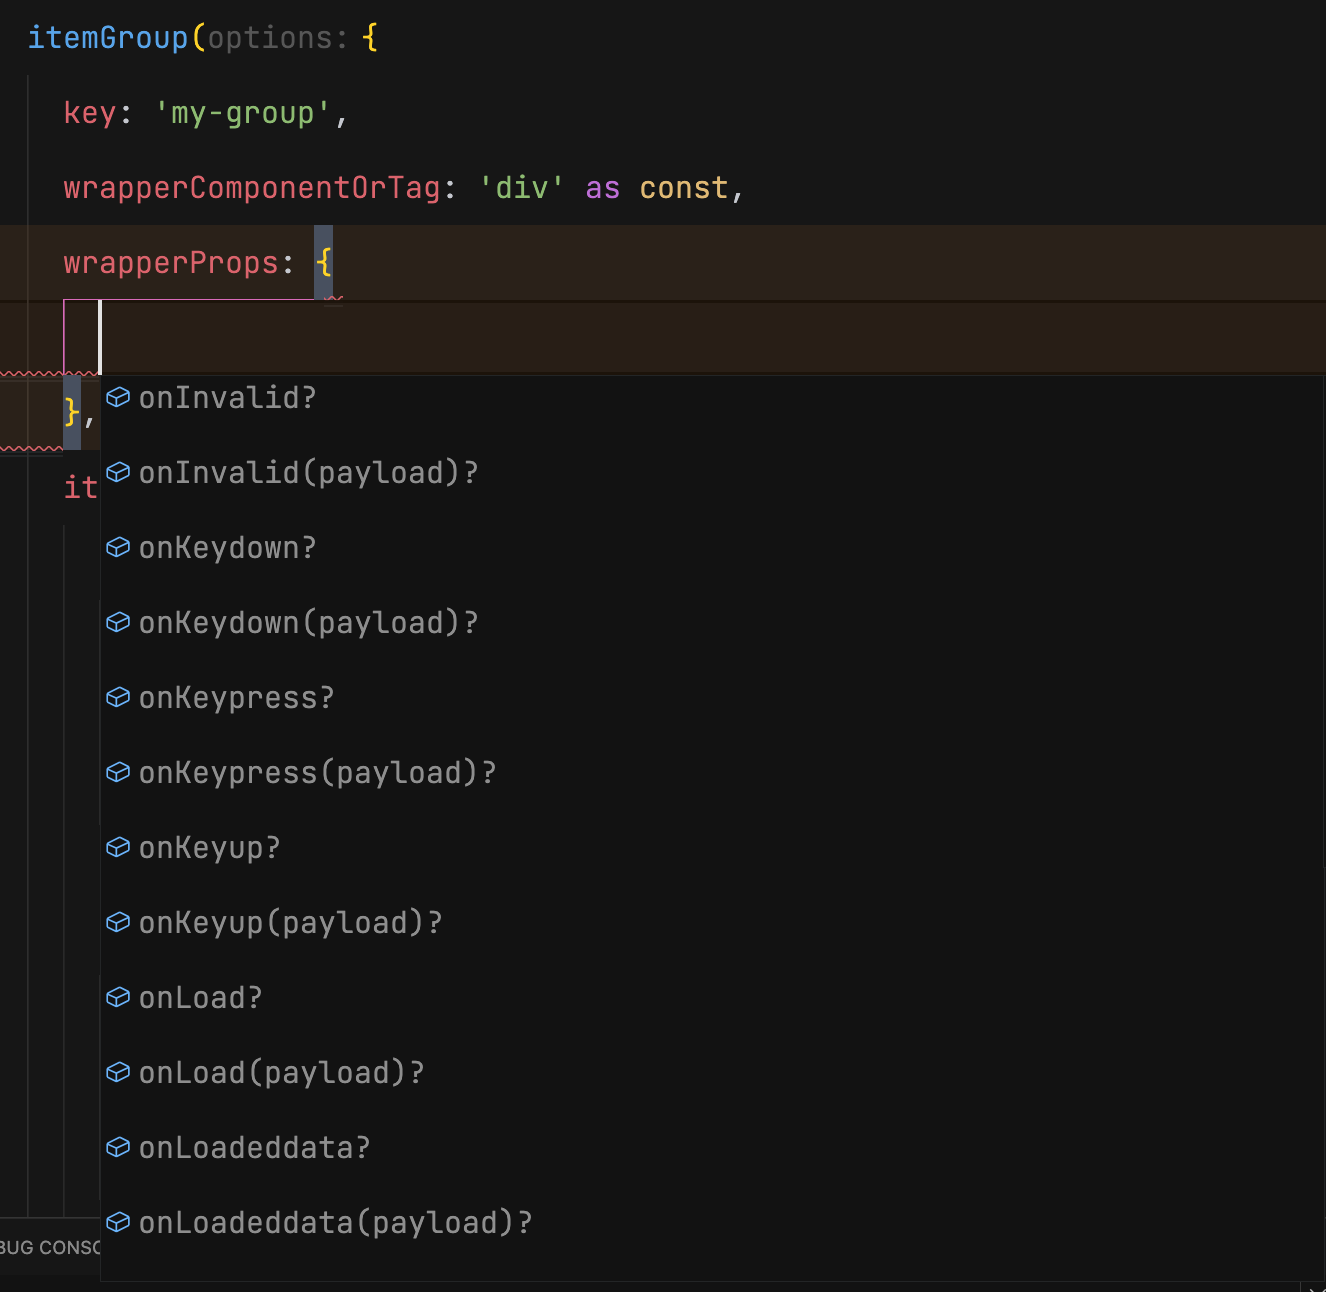 itemGroup(options: {
key: 'my-group',
wrapperComponentOrTag: 'div' as const,
wrapperProps: {
onInvalid?
},
onInvalid(payload)?
it
onKeydown?
onKeydown(payload)?
onKeypress?
onKeypress(payload)?
onKeyup?
onKeyup(payload)?
onLoad?
onLoad(payload)?
onLoadeddata?
onLoadeddata(payload)?
BUG CONSO